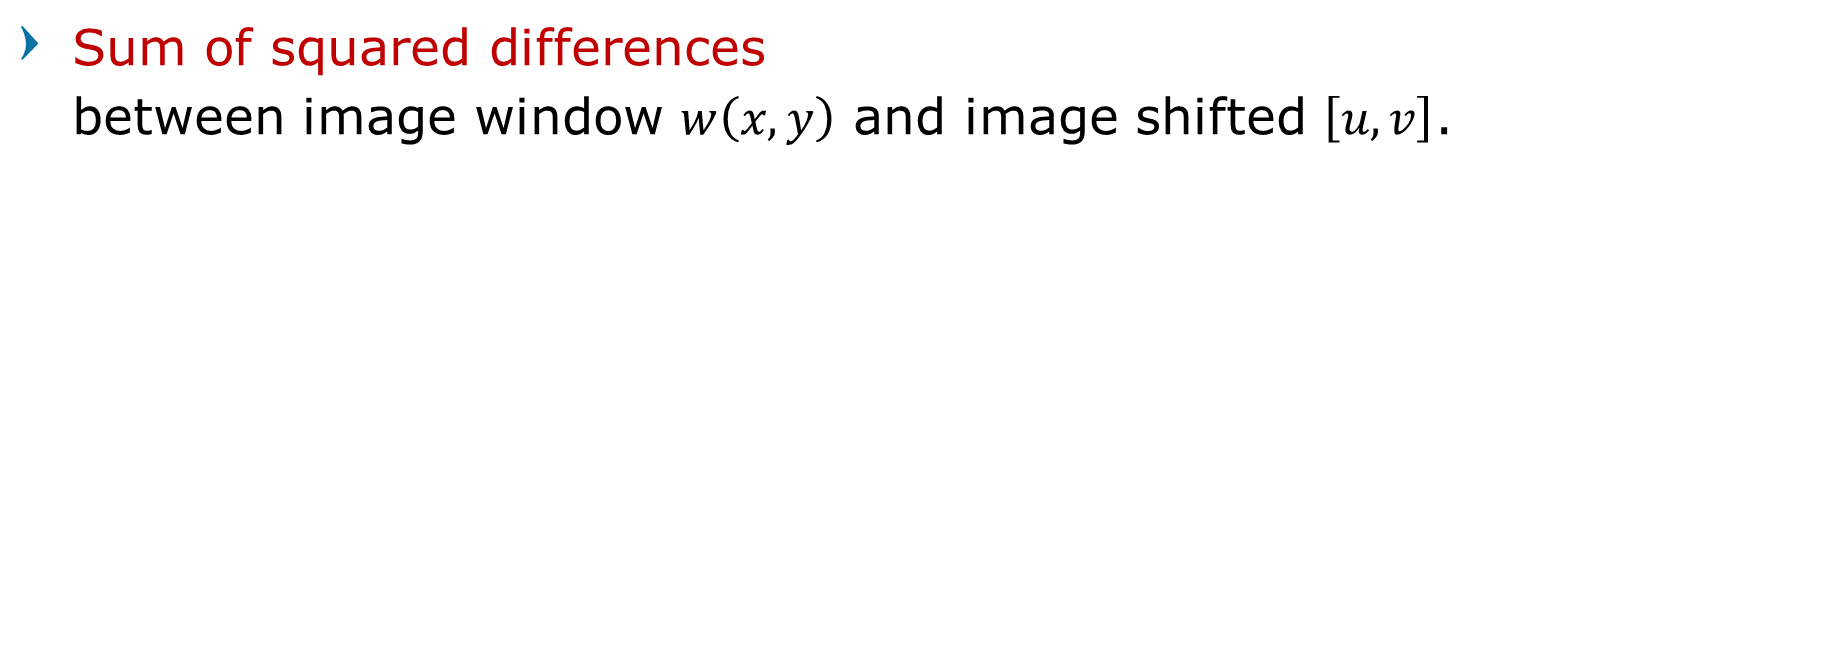 Sum of squared differences
between image window w(x, y) and image shifted [u, v].